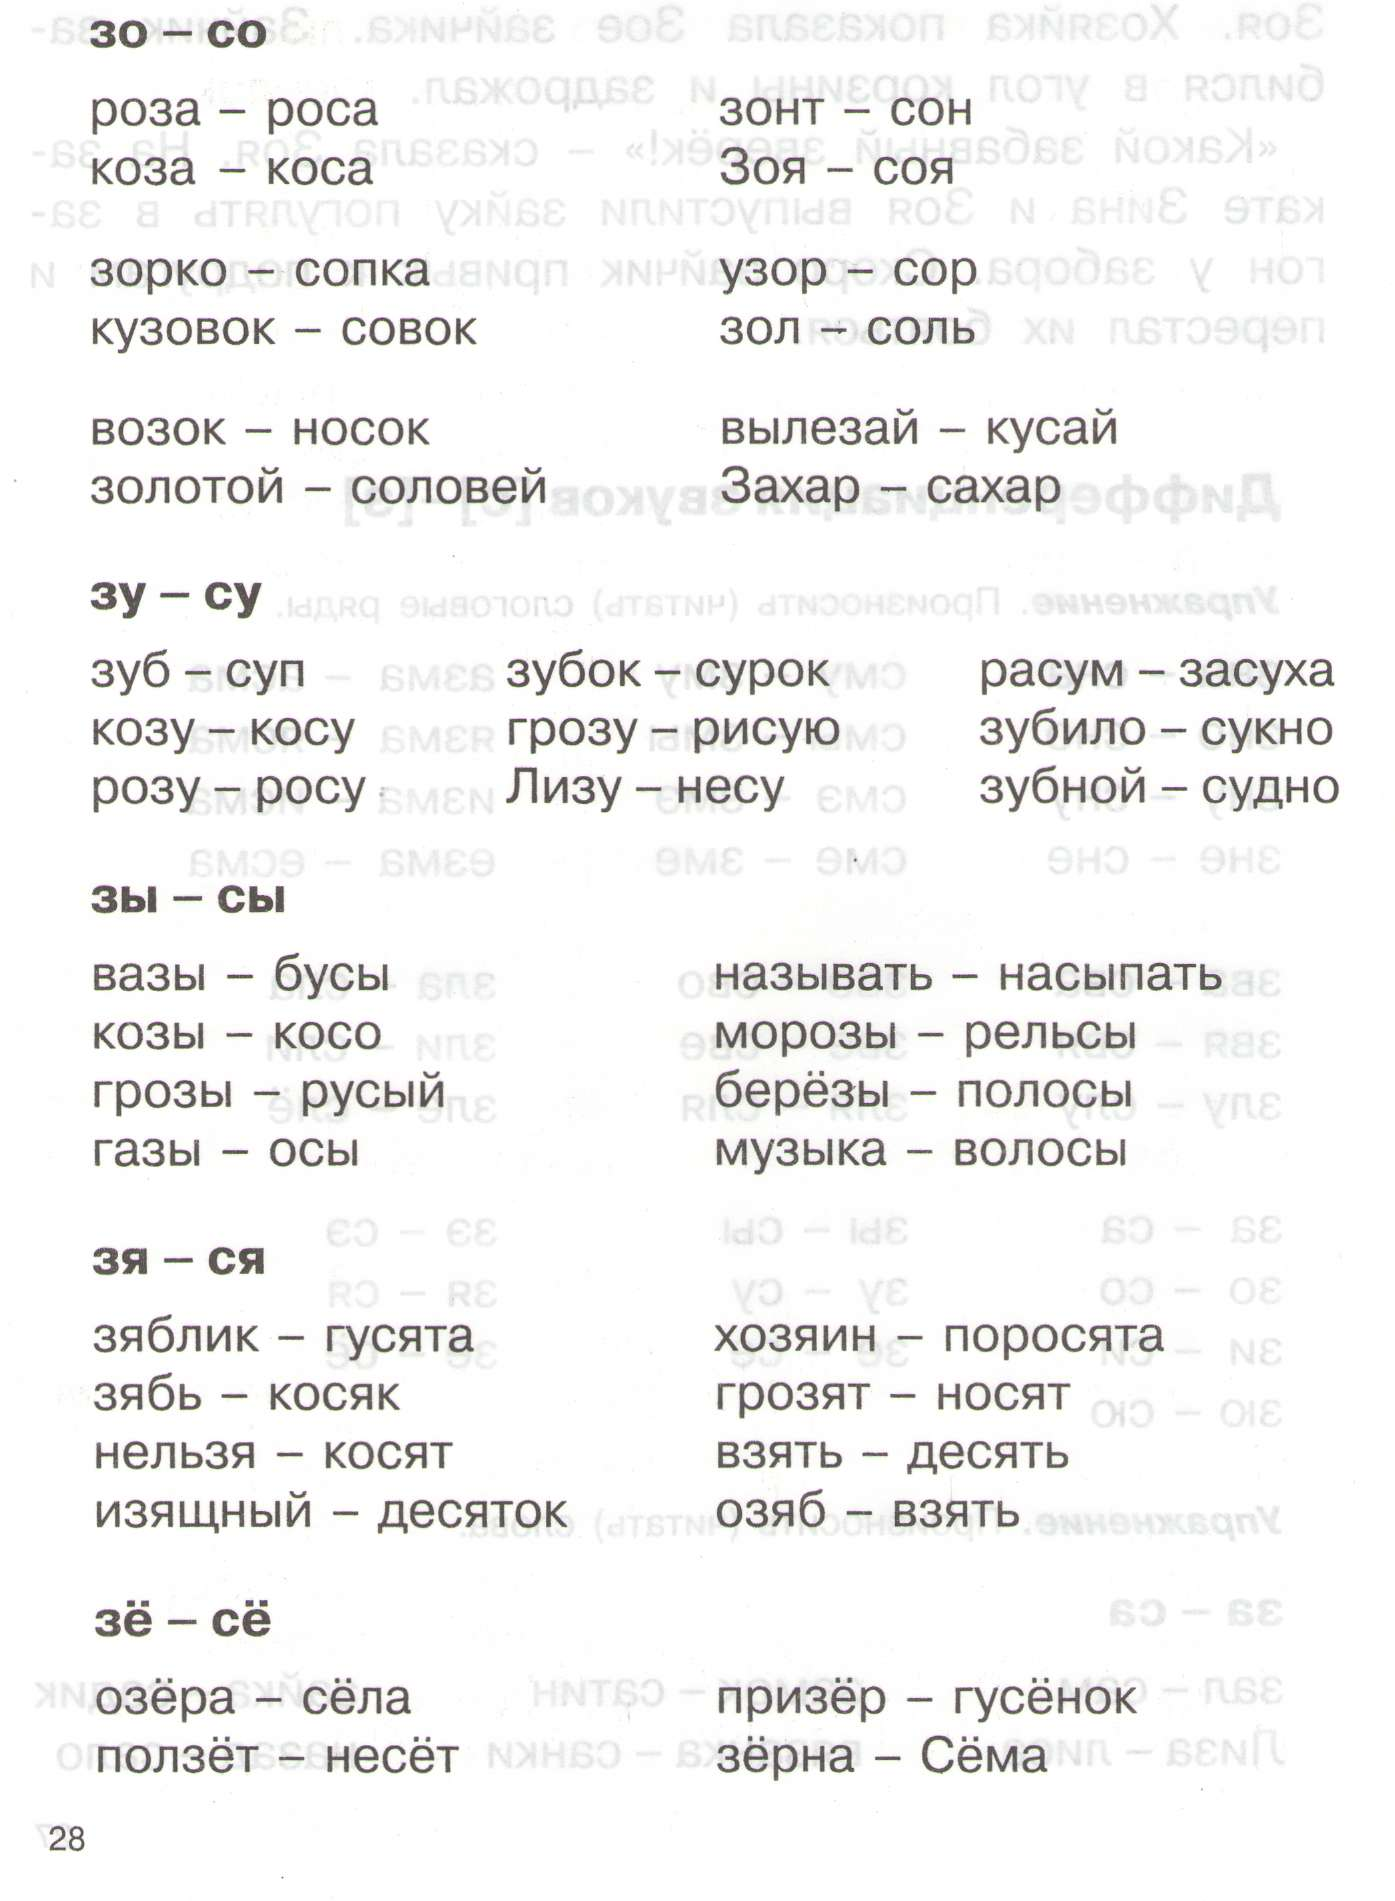 зо – со
роза – роса зонт – сон
коза – коса Зоя – соя
зорко – сопка узор – сор
кузовок – совок зол – соль
возок – носок вылезай – кусай
золотой – соловей Захар – сахар
зу – су
зуб – суп зубок – сурок расум – засуха
козу – косу грозу – рисую зубило – сукно
розу – росу Лизу – несу зубной – судно
зы – сы
вазы – бусы называть – насыпать
козы – косо морозы – рельсы
грозы – русый берёзы – полосы
газы – осы музыка – волосы
зя – ся
зяблик – гусята хозяин – поросята
зябь – косяк грозят – носят
нельзя – косят взять – десять
изящный – десяток озяб – взять
зё – сё
озёра – сёла призёр – гусёнок
ползёт – несёт зёрна – Сёма
28